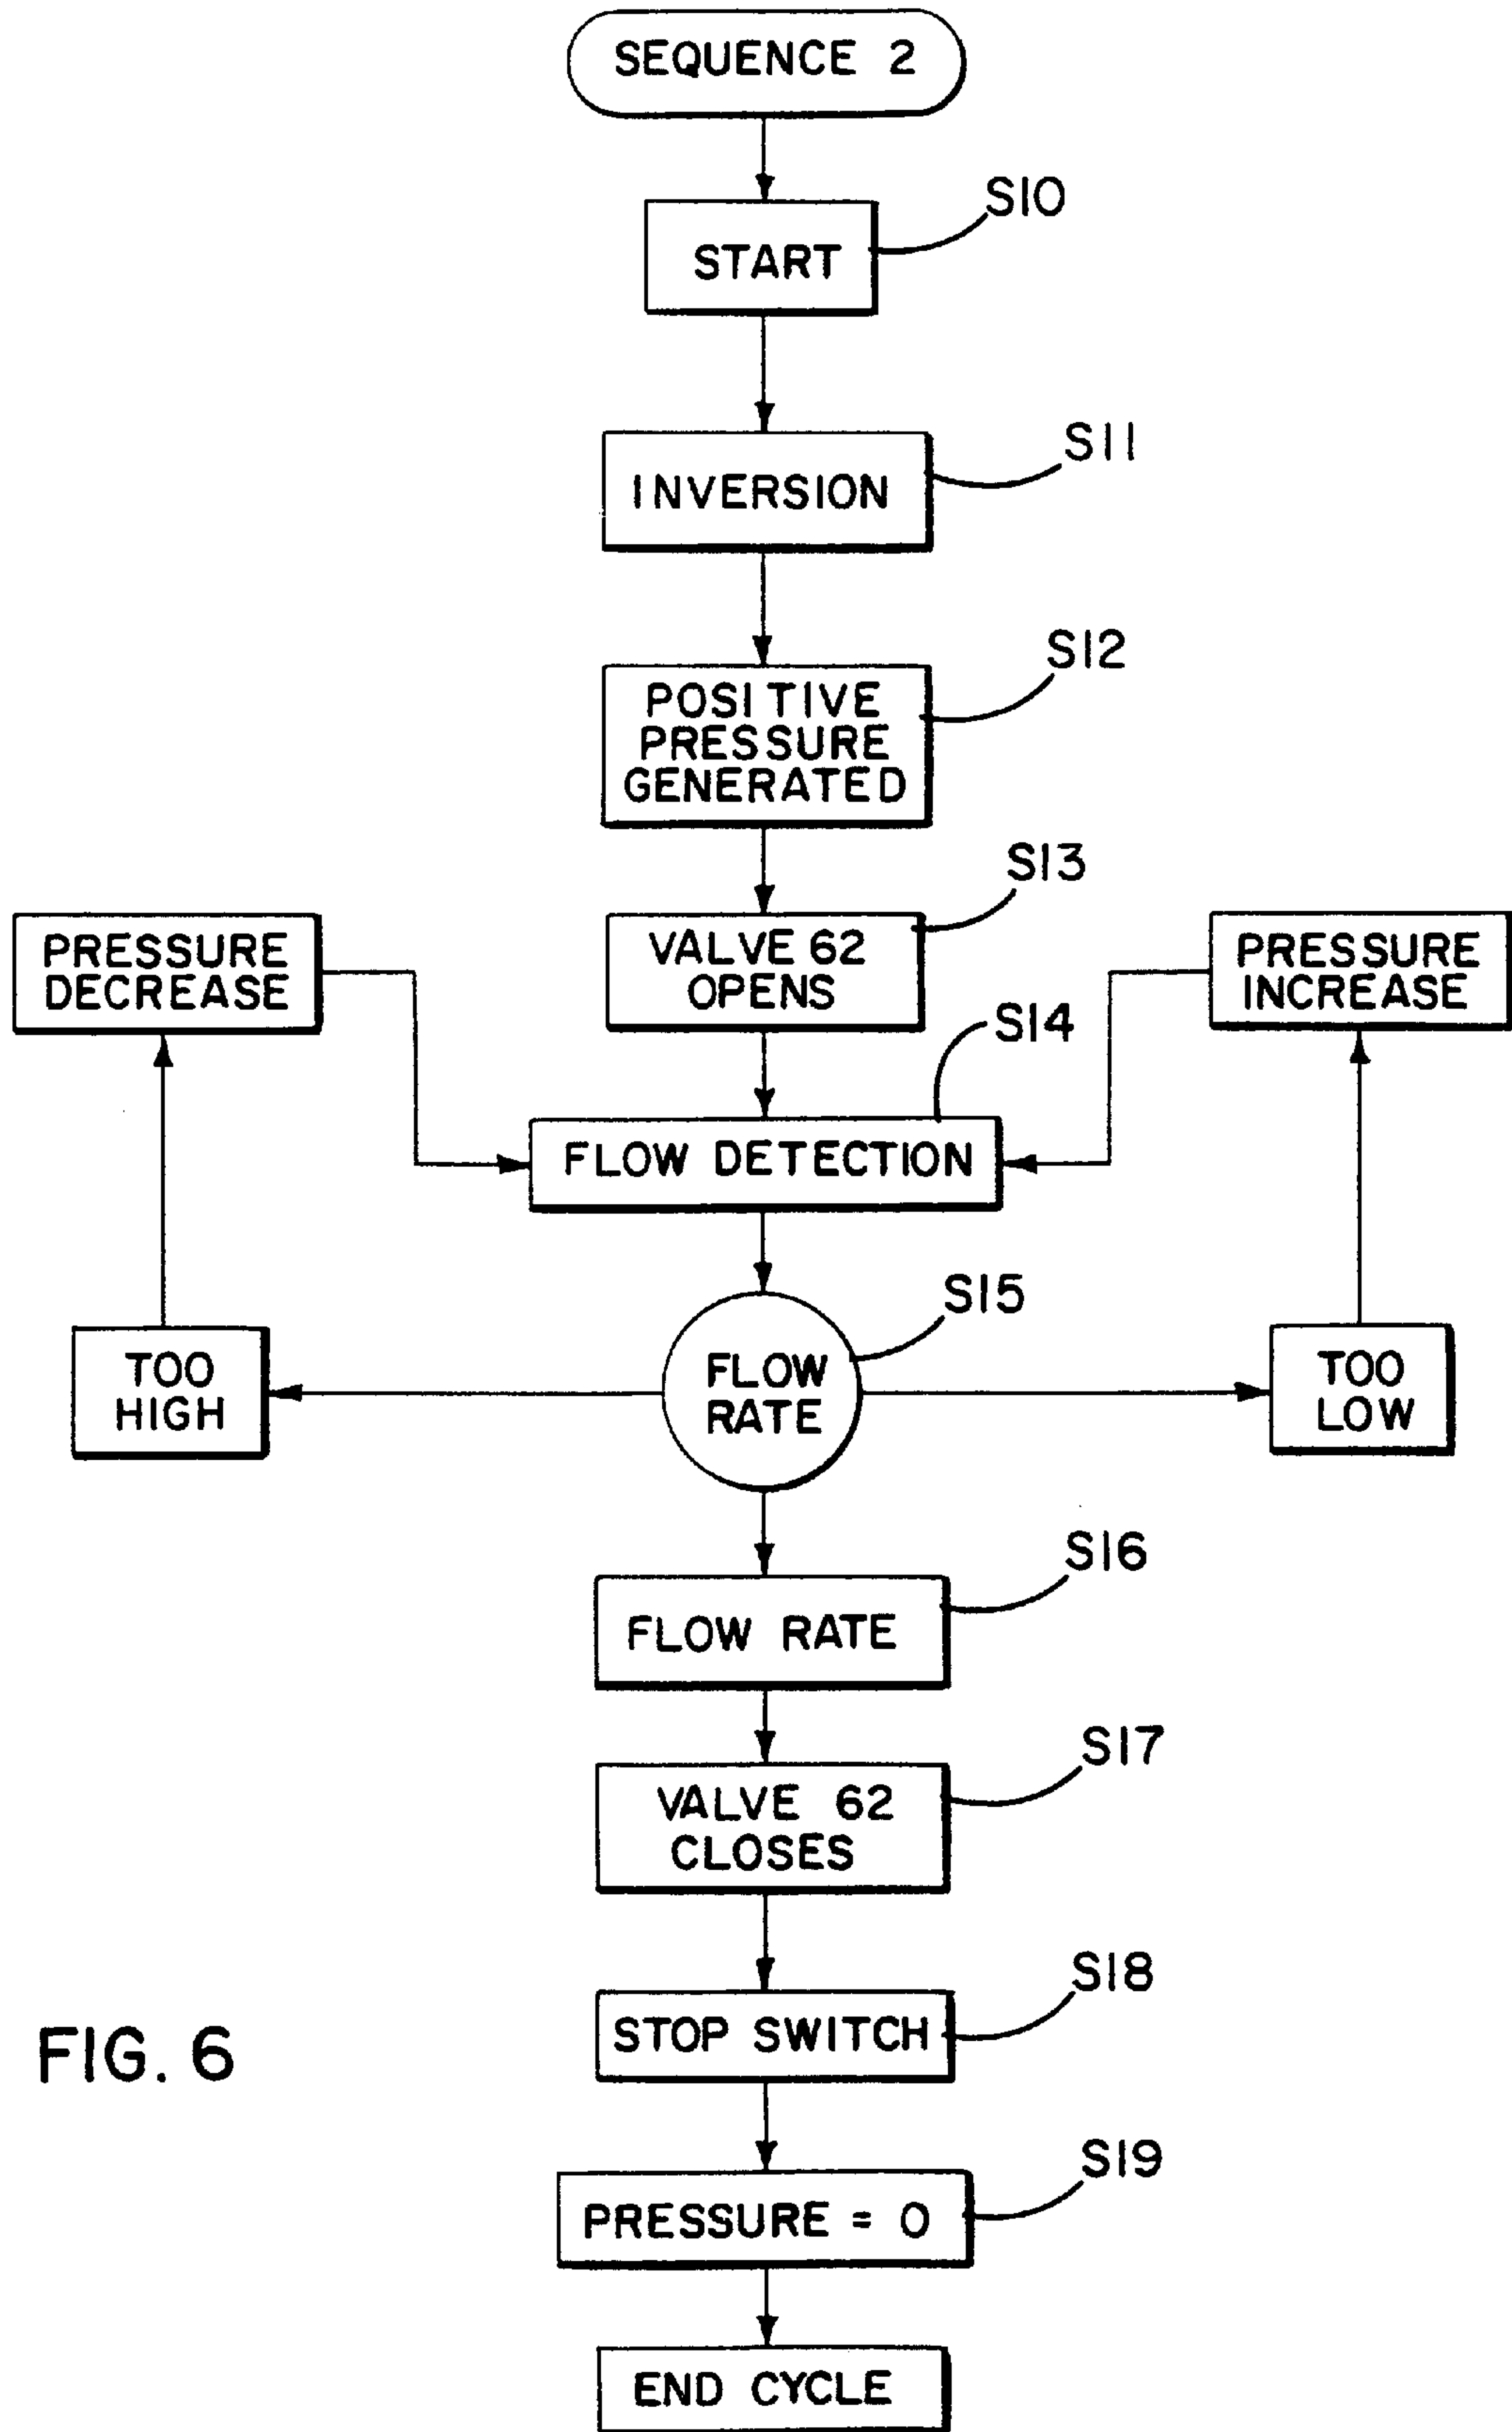 SEQUENCE 2
S10
START
S11
INVERSION
S12
POSITIVE
PRESSURE
GENERATED
S13
VALVE 62
OPENS
PRESSURE
DECREASE
PRESSURE
INCREASE
S14
FLOW DETECTION
S15
FLOW
RATE
TOO
HIGH
TOO
LOW
S16
FLOW RATE
S17
VALVE 62
CLOSES
S18
STOP SWITCH
FIG. 6
S19
PRESSURE = 0
END CYCLE